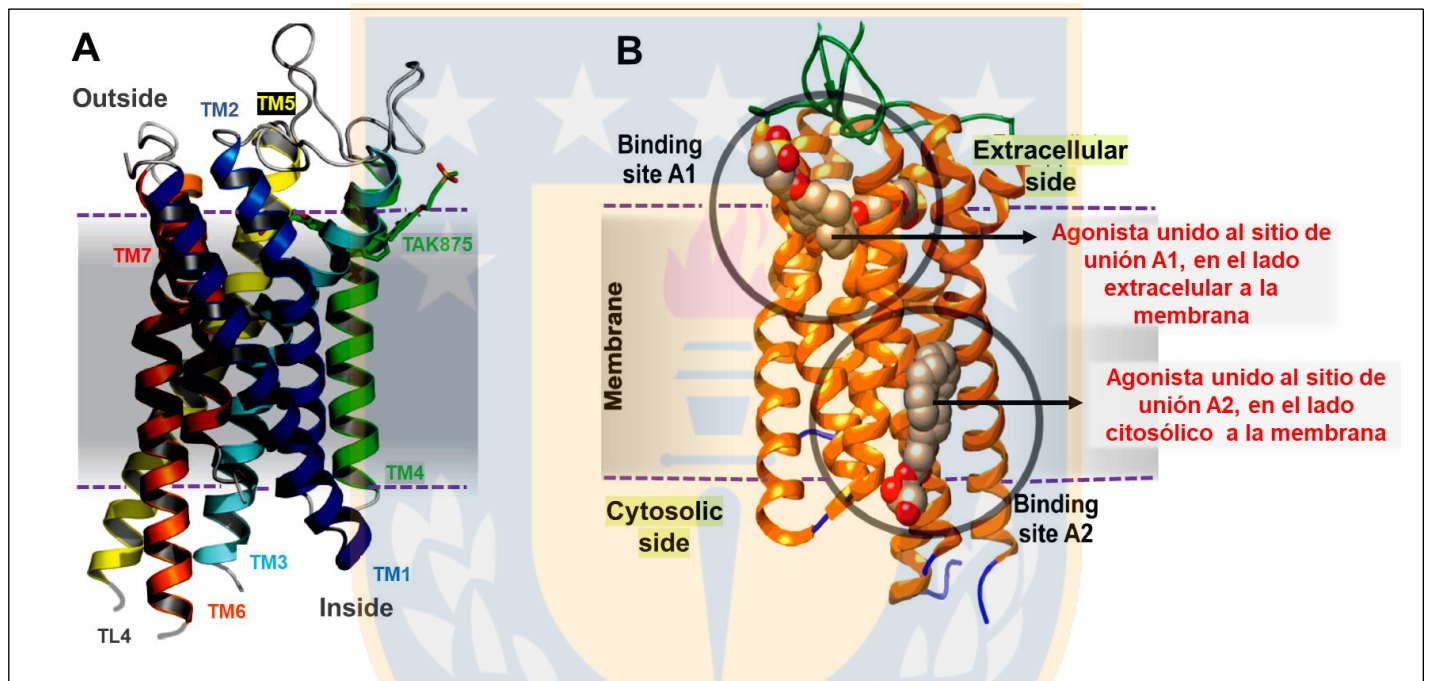 A
Outside
TM2
TM5
TM7
TAK875
TM4
TM3
TM1
TM6
Inside
TL4
B
Binding
site A1
Extracellular
side
Membrane
Agonista unido al sitio de
unión A1, en el lado
extracelular a la
membrana
Agonista unido al sitio de
unión A2, en el lado
citosólico a la membrana
Cytosolic
side
Binding
site A2